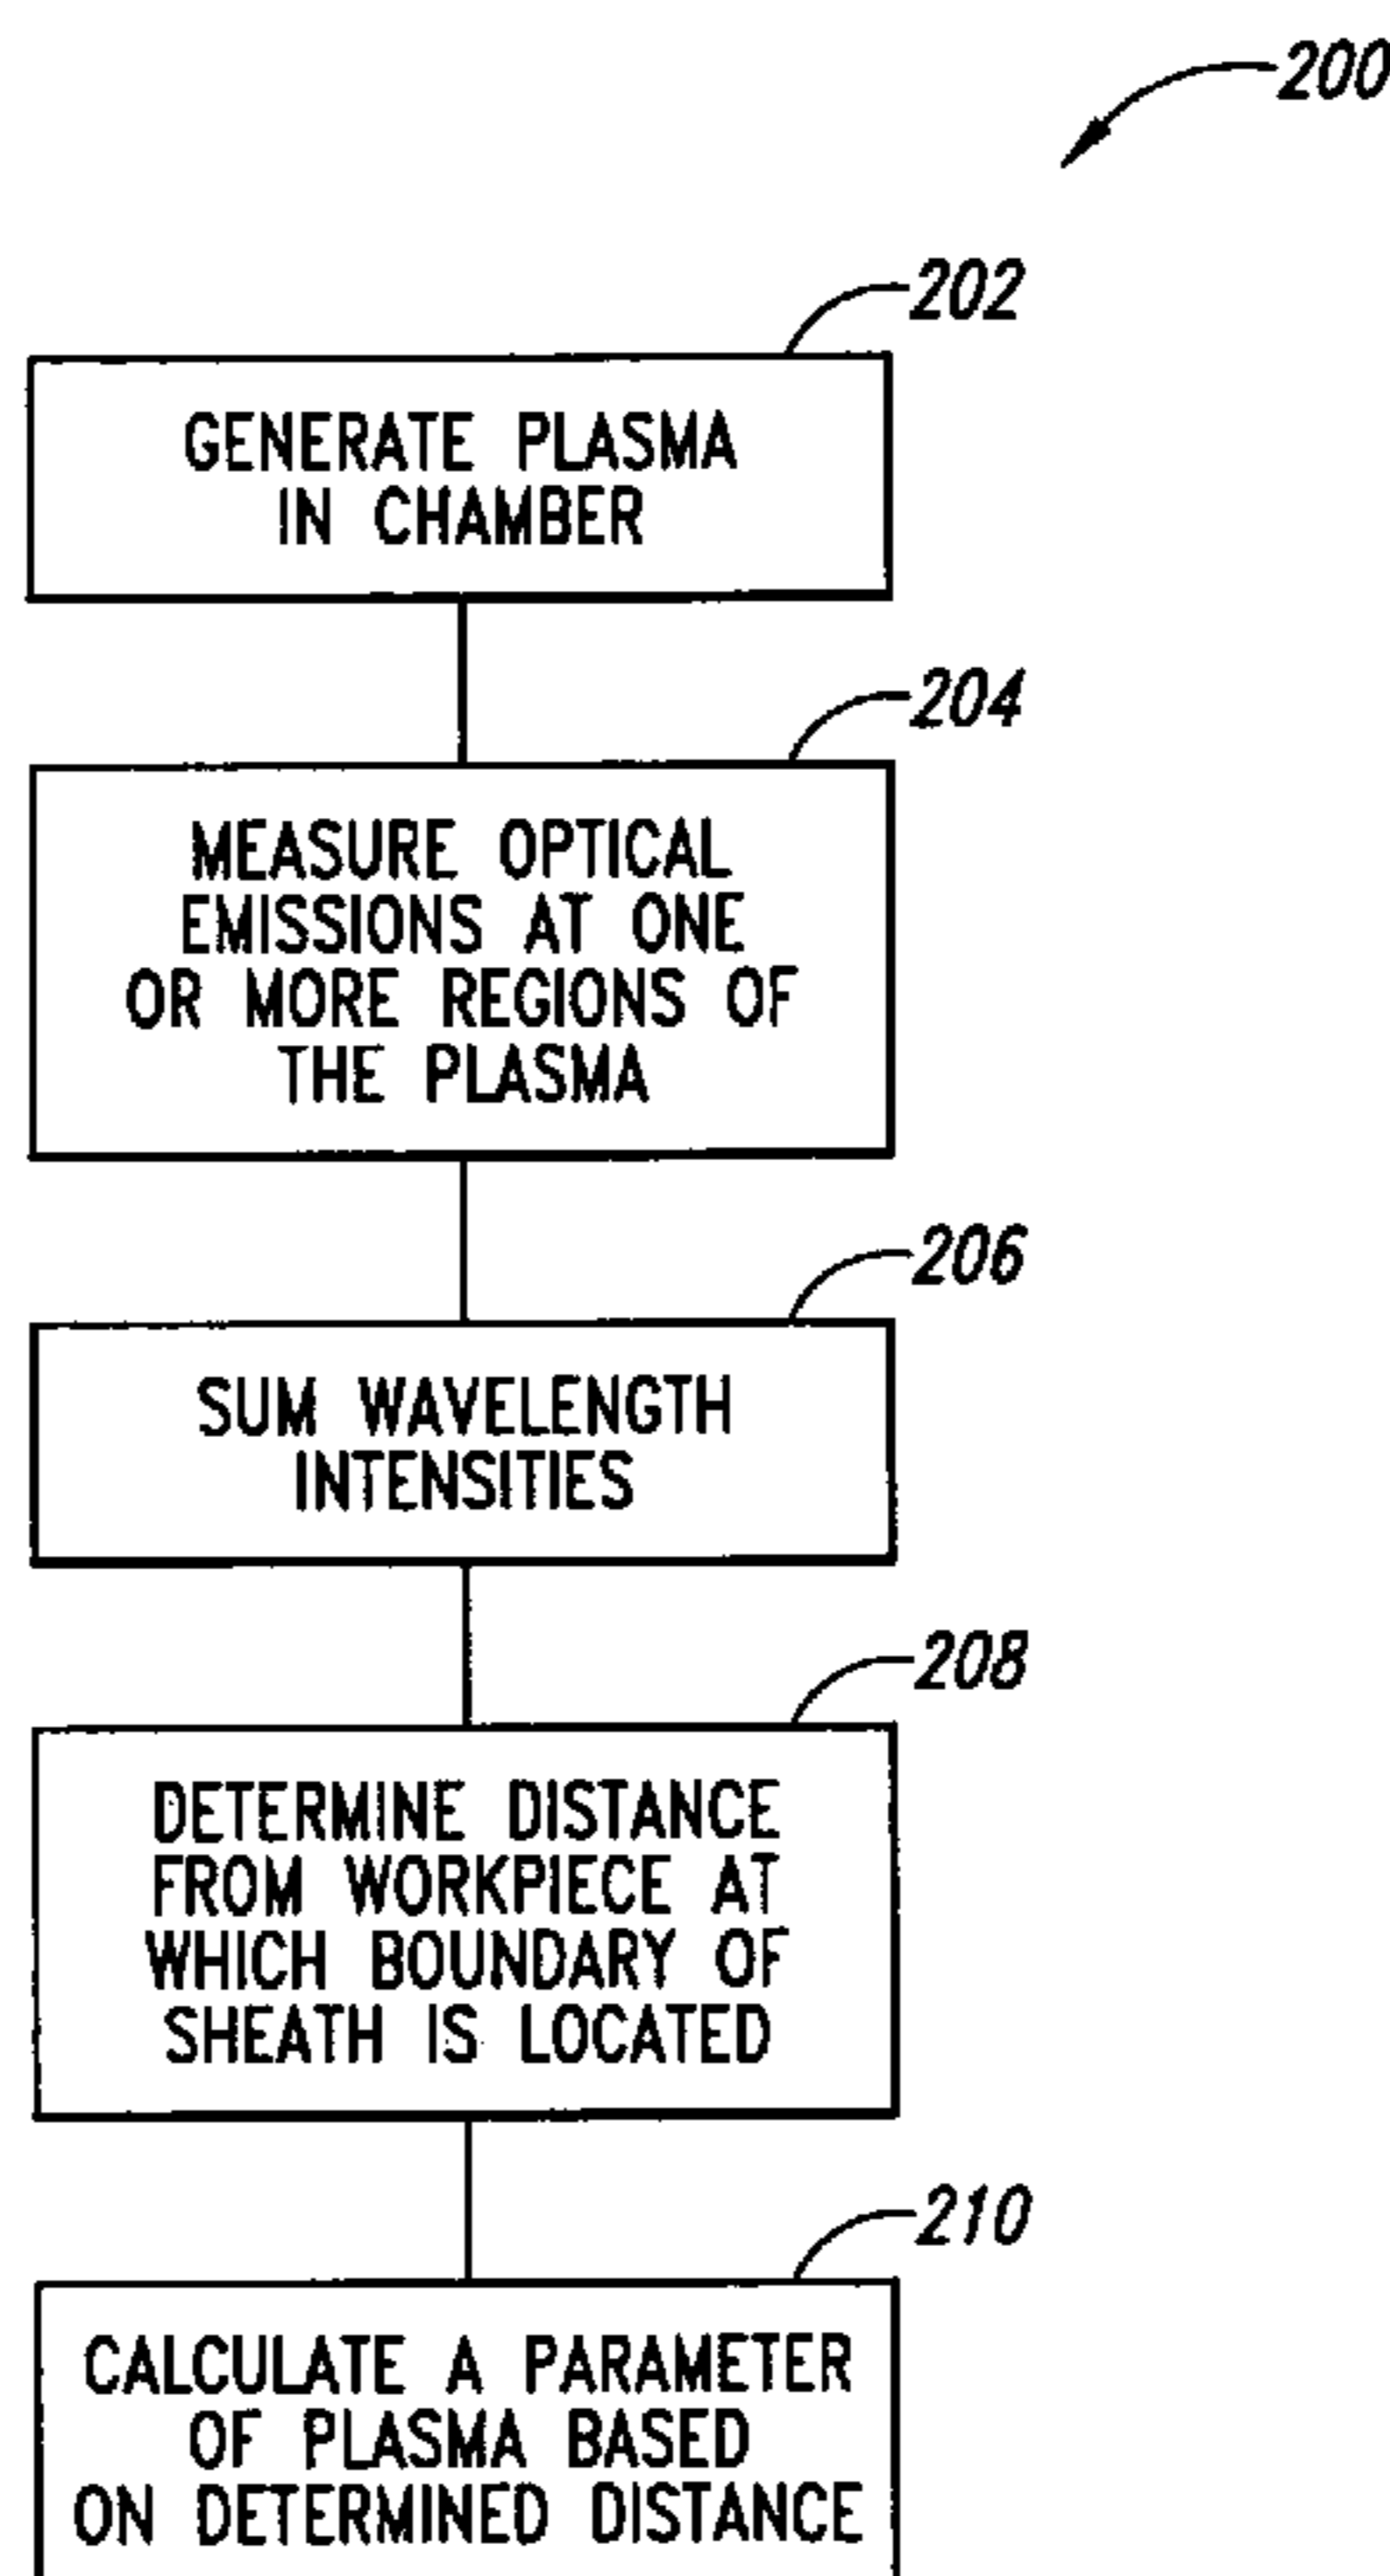 200
202
GENERATE PLASMA
IN CHAMBER
204
MEASURE OPTICAL
EMISSIONS AT ONE
OR MORE REGIONS OF
THE PLASMA
206
SUM WAVELENGTH
INTENSITIES
208
DETERMINE DISTANCE
FROM WORKPIECE AT
WHICH BOUNDARY OF
SHEATH IS LOCATED
210
CALCULATE A PARAMETER
OF PLASMA BASED
ON DETERMINED DISTANCE